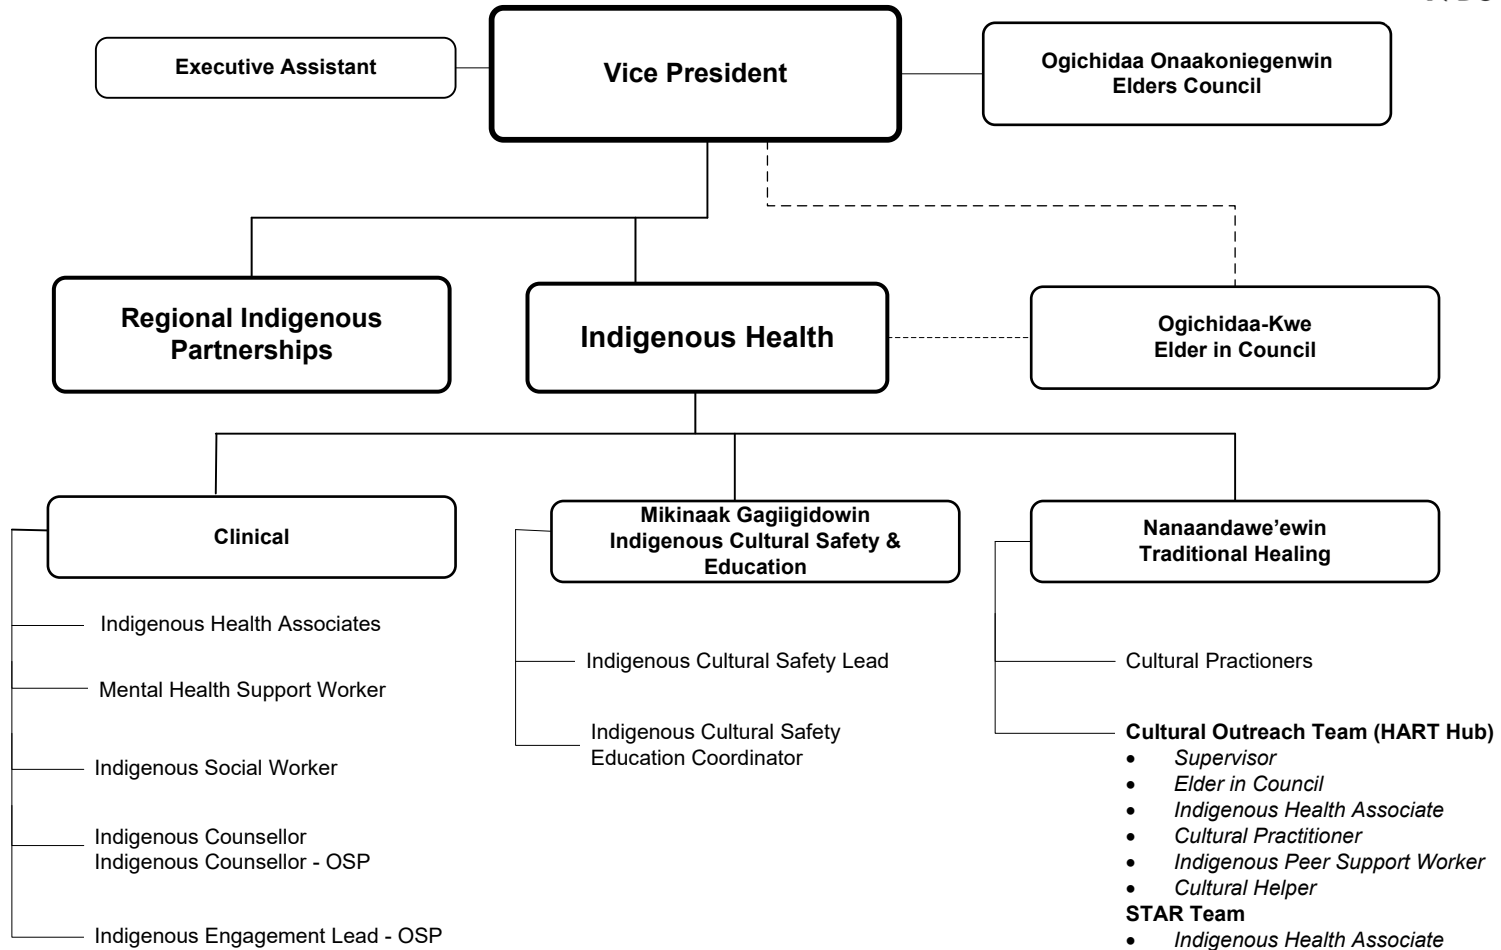 Executive Assistant
Vice President
Ogichidaa Onaakoniegenwin
Elders Council
Regional Indigenous
Partnerships
Indigenous Health
Ogichidaa-Kwe
Elder in Council
Clinical
Indigenous Health Associates
Mental Health Support Worker
Indigenous Social Worker
Indigenous Counsellor
Indigenous Counsellor - OSP
Indigenous Engagement Lead - OSP
Mikinaak Gagiigidowin
Indigenous Cultural Safety &
Education
Indigenous Cultural Safety Lead
Indigenous Cultural Safety
Education Coordinator
Nanaandawe’ewin
Traditional Healing
Cultural Practioners
Cultural Outreach Team (HART Hub)
• Supervisor
• Elder in Council
• Indigenous Health Associate
• Cultural Practitioner
• Indigenous Peer Support Worker
• Cultural Helper
STAR Team
• Indigenous Health Associate